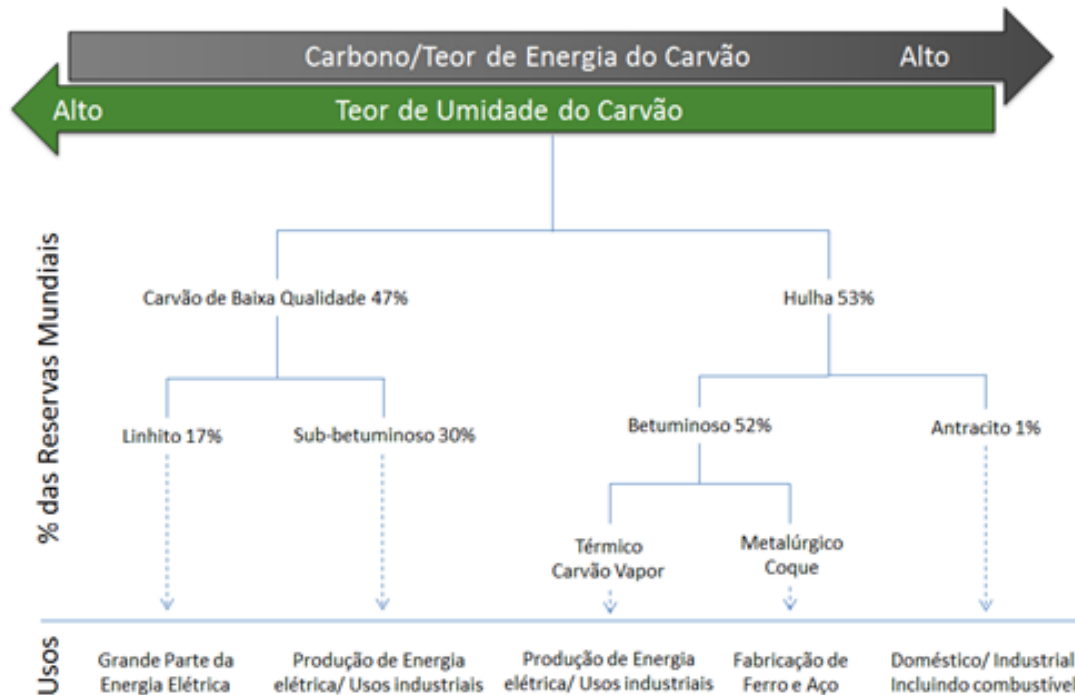 Carbono/Teor de Energia do Carvão Alto
Alto Teor de Umidade do Carvão
% das Reservas Mundiais
Carvão de Baixa Qualidade 47%
Hulha 53%
Linhito 17%
Sub-betuminoso 30%
Betuminoso 52%
Antracito 1%
Térmico
Carvão Vapor
Metalúrgico
Coque
Usos
Grande Parte da
Energia Elétrica
Produção de Energia
elétrica/ Usos industriais
Produção de Energia
elétrica/ Usos industriais
Fabricação de
Ferro e Aço
Doméstico/ Industrial
Incluindo combustível